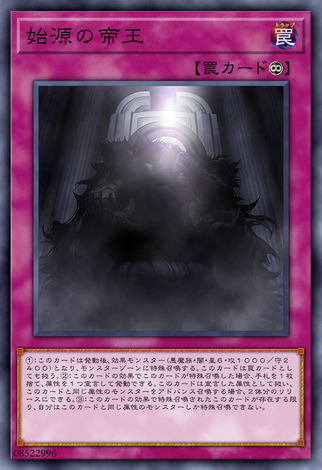 始源の帝王
トラップ
罠
【罠カード】
①：このカードは発動後、効果モンスター（悪魔族・闇・星６・攻１０００／守２
４００）となり、モンスターゾーンに特殊召喚する。このカードは罠カードとし
ても扱う。②：このカードの効果でこのカードが特殊召喚した場合、手札を１枚
捨て、属性を１つ宣言して発動できる。このカードは宣言した属性として扱い、
このカードと同じ属性のモンスターをアドバンス召喚する場合、２体分のリリ
ースにできる。③：このカードの効果で特殊召喚されたこのカードが存在する限
り、自分はこのカードと同じ属性のモンスターしか特殊召喚できない。
08522996